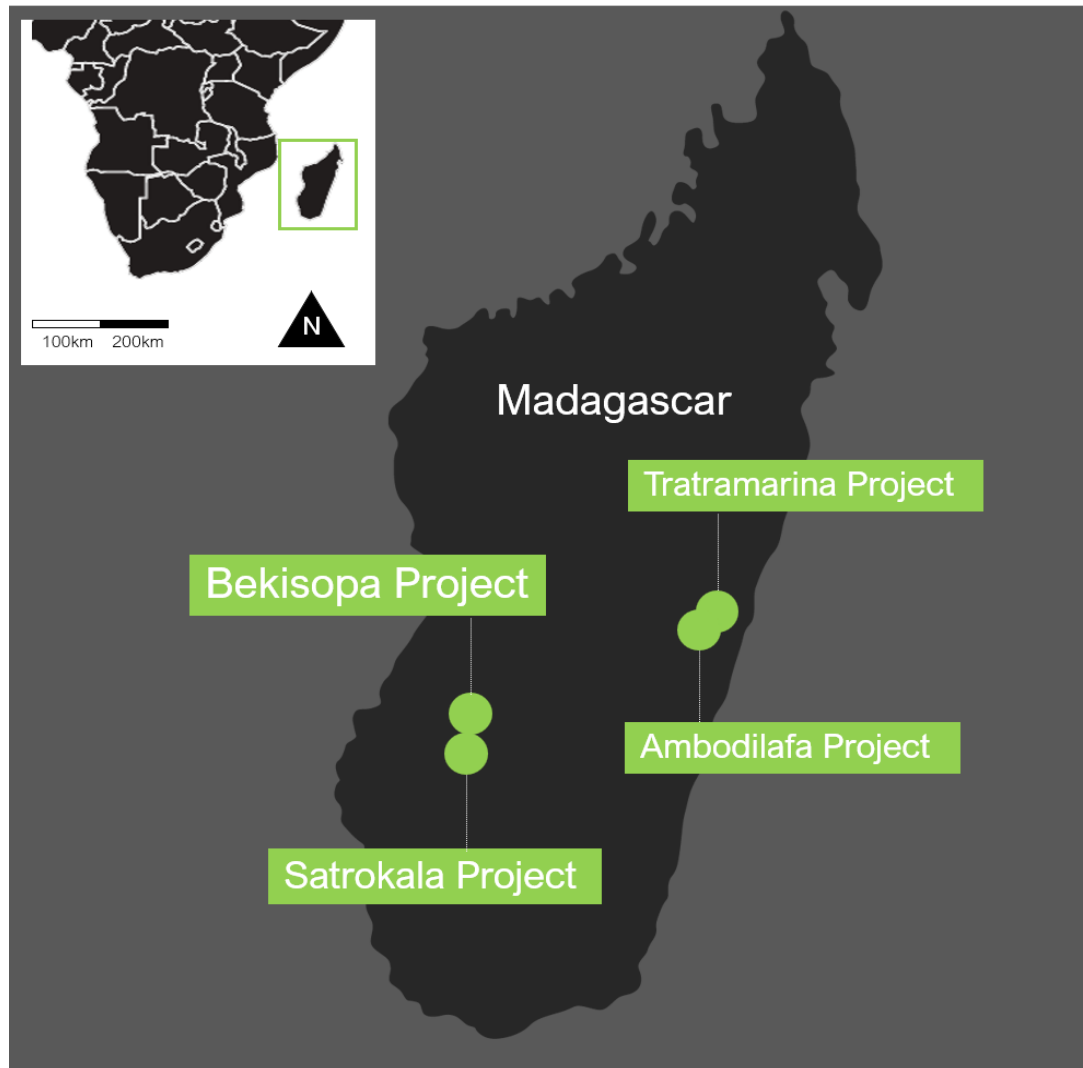 N
100km 200km
Madagascar
Tratramarina Project
Bekisopa Project
Ambodilafa Project
Satrokala Project